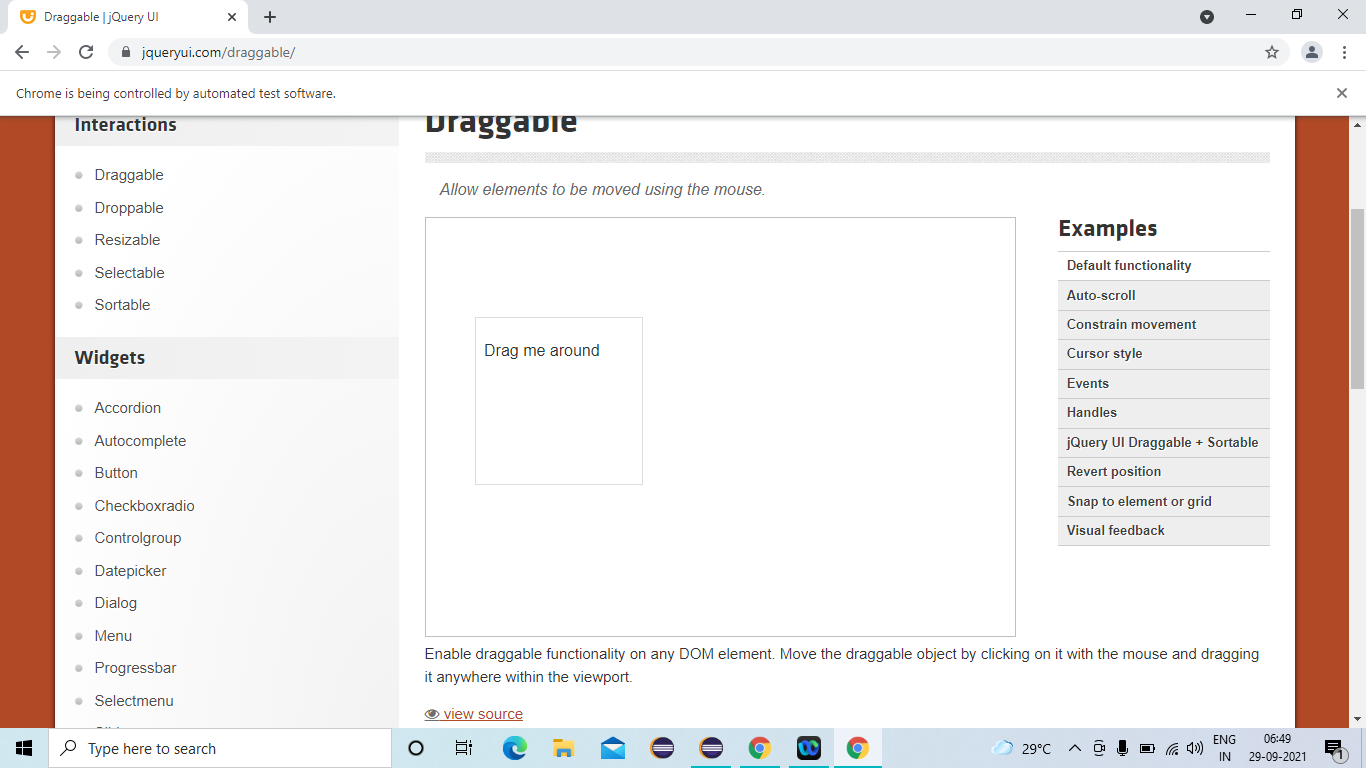 Draggable | jQuery UI
jqueryui.com/draggable/
Chrome is being controlled by automated test software.
Interactions
Draggable
Droppable
Resizable
Selectable
Sortable
Widgets
Accordion
Autocomplete
Button
Checkboxradio
Controlgroup
Datepicker
Dialog
Menu
Progressbar
Selectmenu
Draggable
Allow elements to be moved using the mouse.
Drag me around
Examples
Default functionality
Auto-scroll
Constrain movement
Cursor style
Events
Handles
jQuery UI Draggable + Sortable
Revert position
Snap to element or grid
Visual feedback
Enable draggable functionality on any DOM element. Move the draggable object by clicking on it with the mouse and dragging
it anywhere within the viewport.
view source
Type here to search
29°C
ENG
IN
06:49
29-09-2021
1